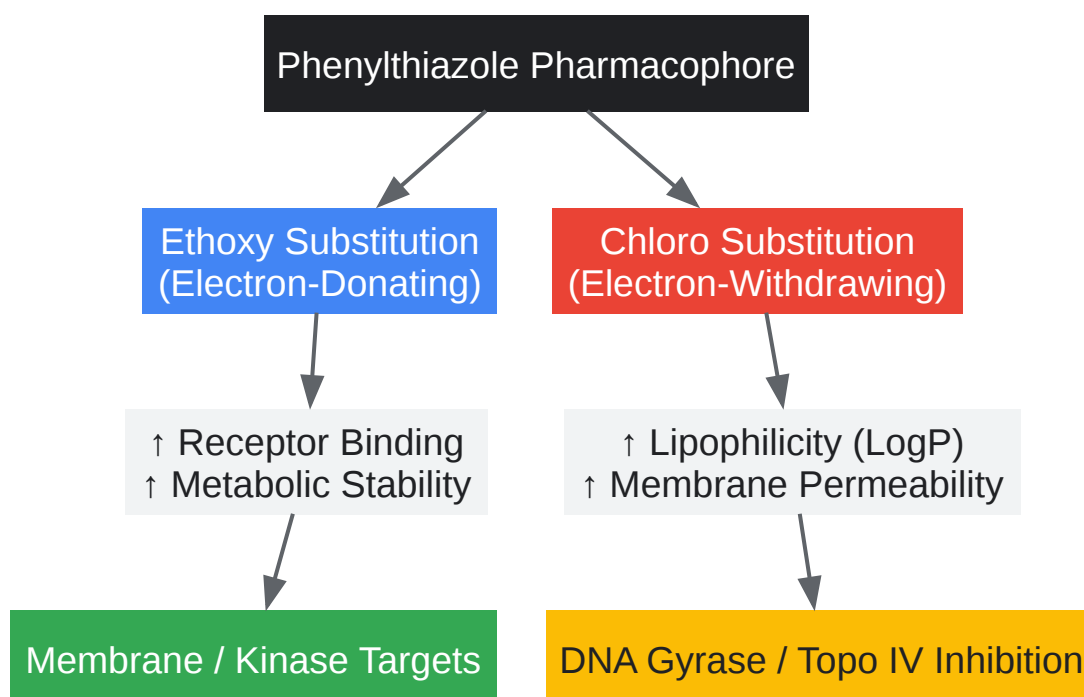 Phenylthiazole Pharmacophore
Ethoxy Substitution
(Electron-Donating)
Chloro Substitution
(Electron-Withdrawing)
↑ Receptor Binding
↑ Metabolic Stability
↑ Lipophilicity (LogP)
↑ Membrane Permeability
Membrane / Kinase Targets
DNA Gyrase / Topo IV Inhibition